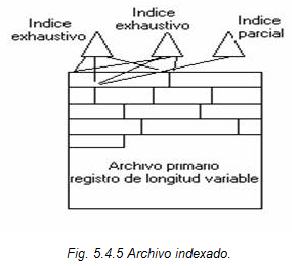 Indice
exhaustivo
Indice
exhaustivo
Indice
parcial
Archivo primario
registro de longitud variable
Fig. 5.4.5 Archivo indexado.